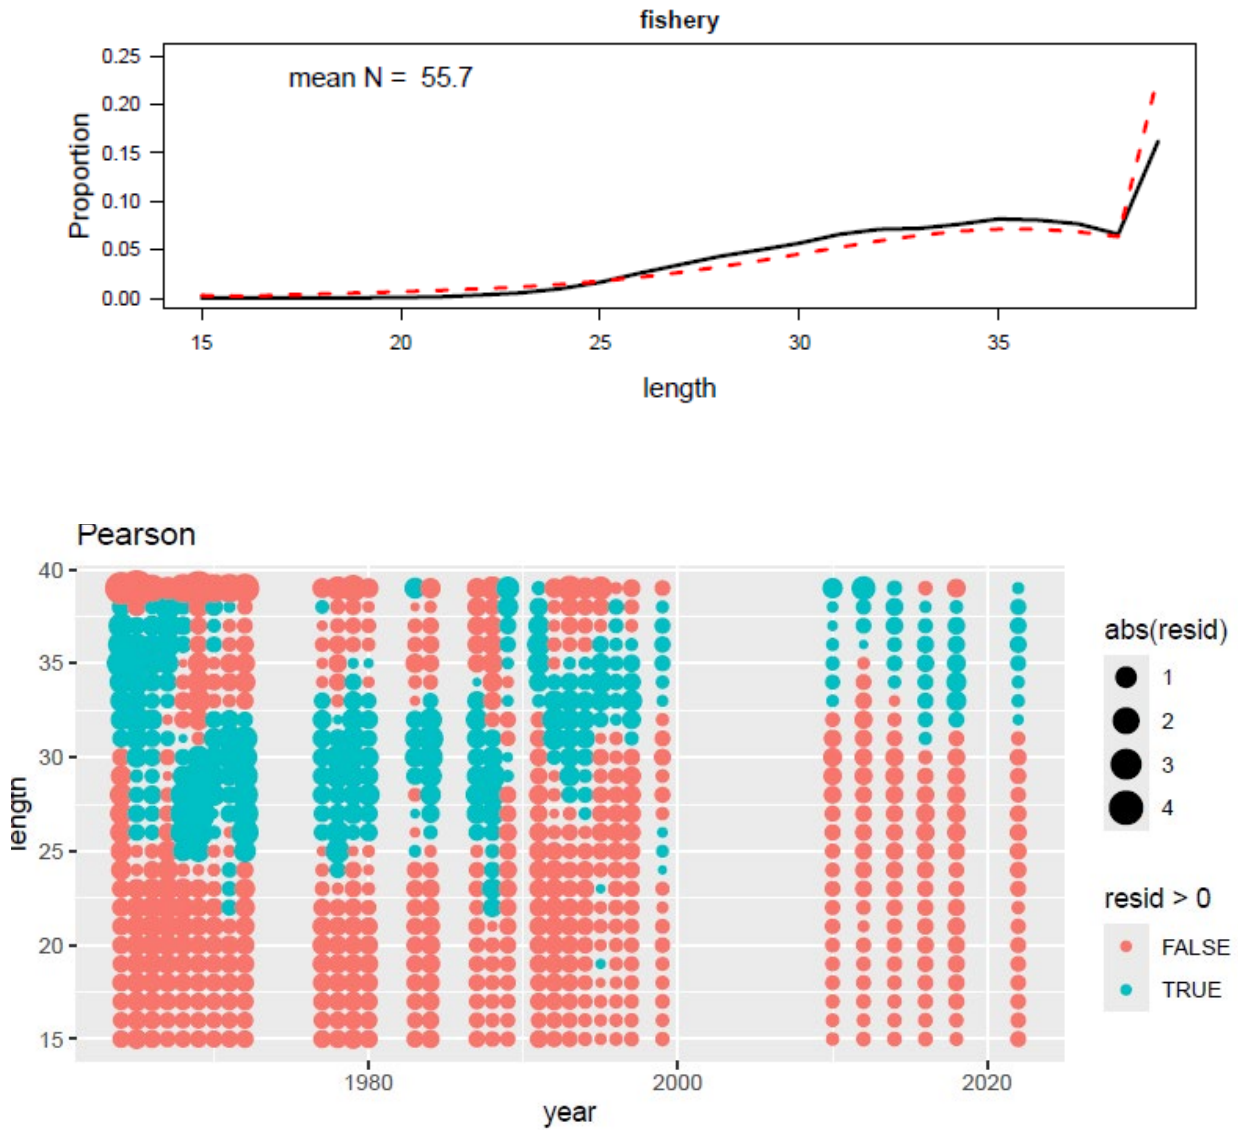 fishery
mean N = 55.7
Proportion
0.25
0.20
0.15
0.10
0.05
0.00
15 20 25 30 35
length
Pearson
length
40
35
30
25
20
15
1980 2000 2020
year
abs(resid)
1
2
3
4
resid > 0
FALSE
TRUE